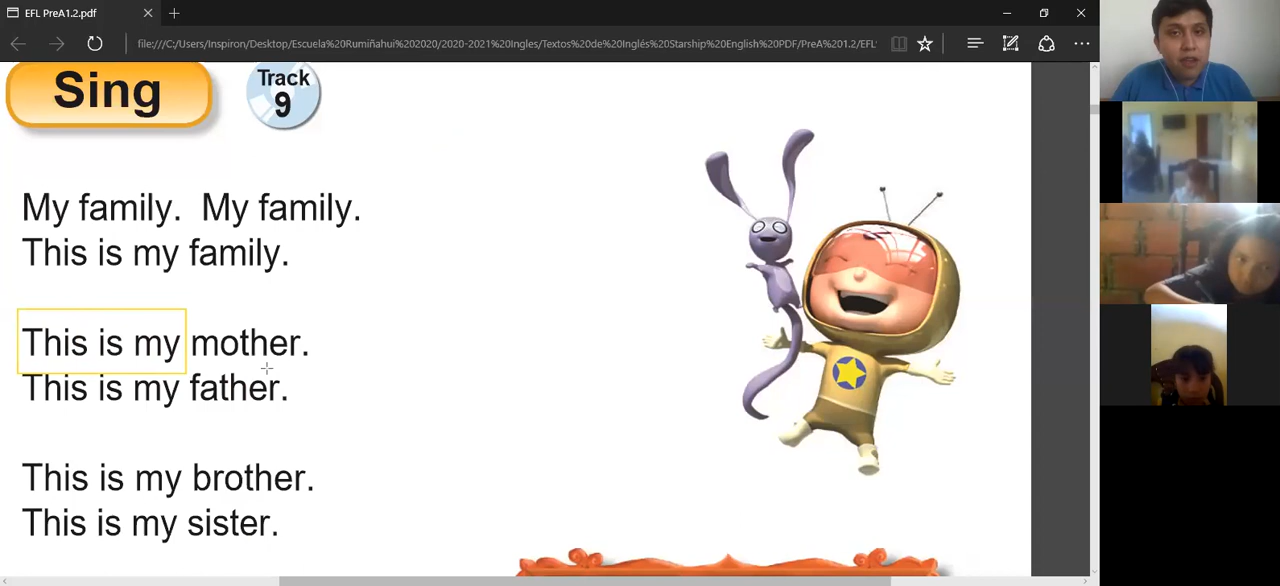 EFL PreA1.2.pdf
file:///C:/Users/Inspiron/Desktop/Escuela%20Rumiñahui%202020/2020-2021%20Ingles/Textos%20de%20Inglés%20Starship%20English%20PDF/PreA%201.2/EFL'
Sing
Track
9
My family. My family.
This is my family.
This is my mother.
This is my father.
This is my brother.
This is my sister.